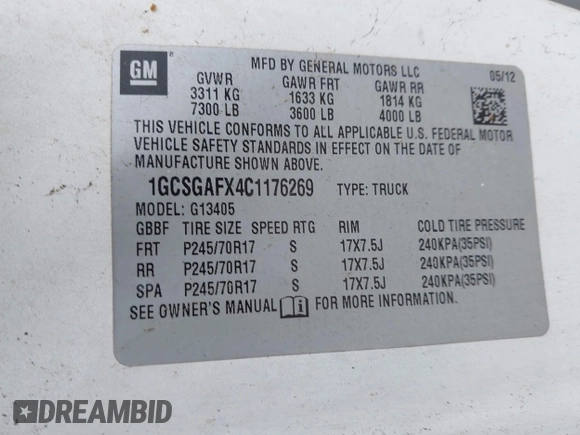 GM
®
MFD BY GENERAL MOTORS LLC 05/12
GVWR GAWR FRT GAWR RR
3311 KG 1633 KG 1814 KG
7300 LB 3600 LB 4000 LB
THIS VEHICLE CONFORMS TO ALL APPLICABLE U.S. FEDERAL MOTOR
VEHICLE SAFETY STANDARDS IN EFFECT ON THE DATE OF
MANUFACTURE SHOWN ABOVE.
1GCSGAFX4C1176269 TYPE: TRUCK
MODEL: G13405
GBBF TIRE SIZE SPEED RTG RIM COLD TIRE PRESSURE
FRT P245/70R17 S 17X7.5J 240KPA(35PSI)
RR P245/70R17 S 17X7.5J 240KPA(35PSI)
SPA P245/70R17 S 17X7.5J 240KPA(35PSI)
SEE OWNER'S MANUAL i FOR MORE INFORMATION.
DREAMBID